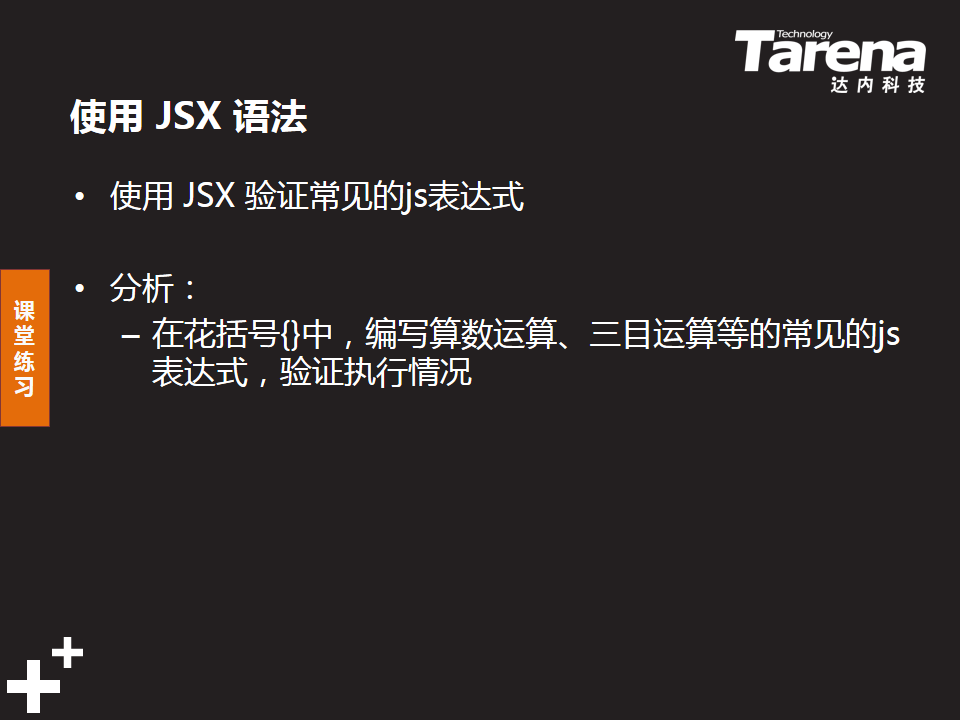 Technology
Tarena
达内科技
使用 JSX 语法
• 使用 JSX 验证常见的js表达式
• 分析：
– 在花括号{}中，编写算数运算、三目运算等的常见的js
表达式，验证执行情况
课
堂
练
习